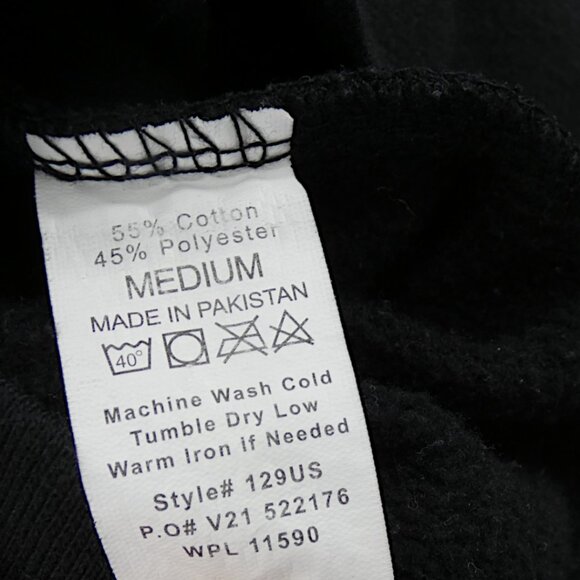 55% Cotton
45% Polyester
MEDIUM
MADE IN PAKISTAN
40°
Machine Wash Cold
Tumble Dry Low
Warm Iron if Needed
Style# 129US
P.O# V21 522176
WPL 11590